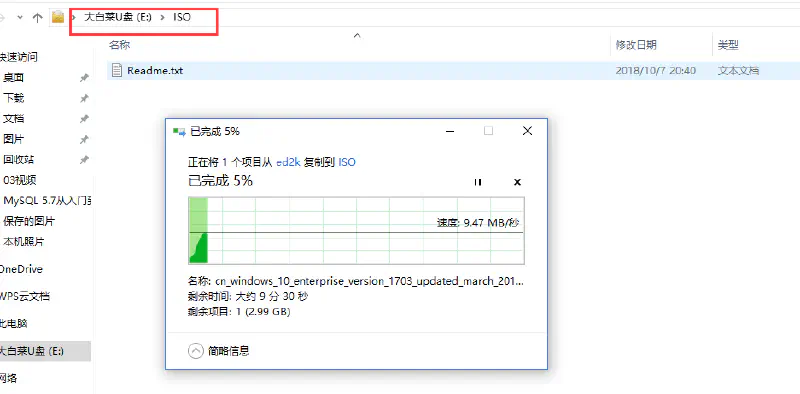 大白菜U盘 (E:) > ISO
名称 修改日期 类型
快速访问
Readme.txt 2018/10/7 20:40 文本文档
桌面
下载
文档
图片
回收站
03视频
MySQL 5.7从入门到
保存的图片
本机照片
OneDrive
WPS云文档
此电脑
大白菜U盘 (E:)
网络
已完成 5%
正在将 1 个项目从 ed2k 复制到 ISO
已完成 5%
速度: 9.47 MB/秒
名称: cn_windows_10_enterprise_version_1703_updated_march_201...
剩余时间: 大约 9 分 30 秒
剩余项目: 1 (2.99 GB)
简略信息